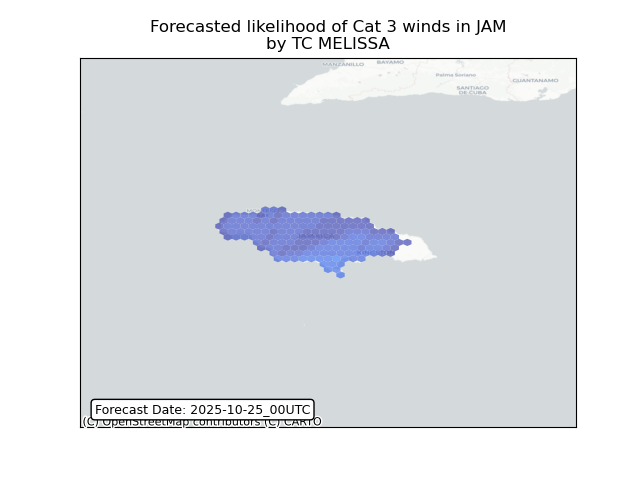 Forecasted likelihood of Cat 3 winds in JAM
by TC MELISSA
MANZANILLO
BAYAMO
Palma Soriano
GUANTANAMO
SANTIAGO
DE CUBA
Forecast Date: 2025-10-25_00UTC
(C) OpenStreetMap contributors (C) CARTO